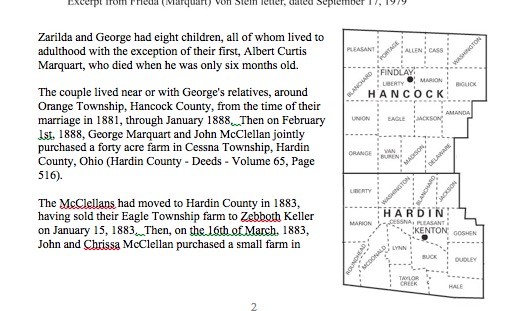 Excerpt from Frieda (Marquart) Von Stein letter, dated September 17, 1979
Zarilda and George had eight children, all of whom lived to
adulthood with the exception of their first, Albert Curtis
Marquart, who died when he was only six months old.
The couple lived near or with George's relatives, around
Orange Township, Hancock County, from the time of their
marriage in 1881, through January 1888. Then on February
1st, 1888, George Marquart and John McClellan jointly
purchased a forty acre farm in Cessna Township, Hardin
County, Ohio (Hardin County - Deeds - Volume 65, Page
516).
The McClellans had moved to Hardin County in 1883,
having sold their Eagle Township farm to Zebboth Keller
on January 15, 1883. Then, on the 16th of March, 1883,
John and Chrissa McClellan purchased a small farm in
2
PLEASANT
PORTAGE
ALLEN
CASS
WASHINGTON
BLANCHARD
FINDLAY
LIBERTY
MARION
BIGLICK
HANCOCK
UNION
EAGLE
JACKSON
AMANDA
ORANGE
VAN
BUREN
MADISON
DELAWARE
LIBERTY
WASHINGTON
BLANCHARD
JACKSON
HARDIN
MARION
CESSNA
PLEASANT
KENTON
GOSHEN
ROUNDHEAD
MCDONALD
LYNN
BUCK
DUDLEY
TAYLOR
CREEK
HALE